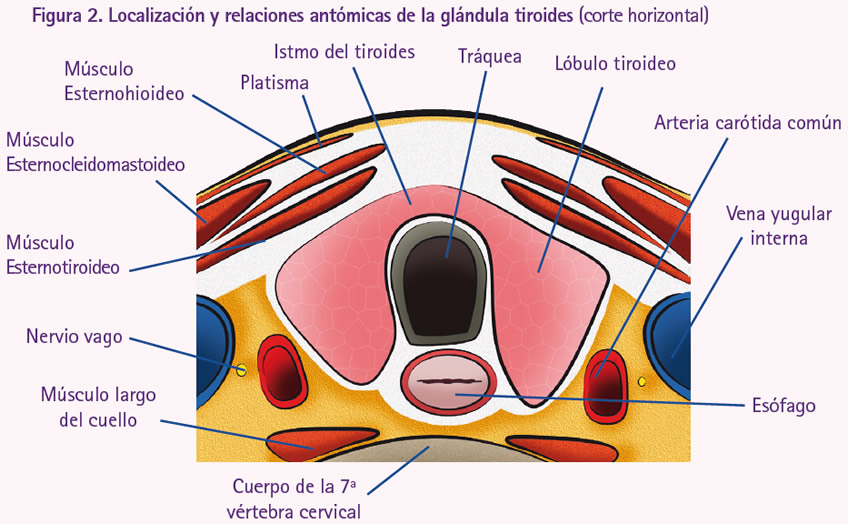 Figura 2. Localización y relaciones antómicas de la glándula tiroides (corte horizontal)
Istmo del tiroides
Tráquea
Lóbulo tiroideo
Músculo
Esternohioideo
Platisma
Arteria carótida común
Músculo
Esternocleidomastoideo
Vena yugular
interna
Músculo
Esternotiroideo
Nervio vago
Músculo largo
del cuello
Esófago
Cuerpo de la 7ª
vértebra cervical